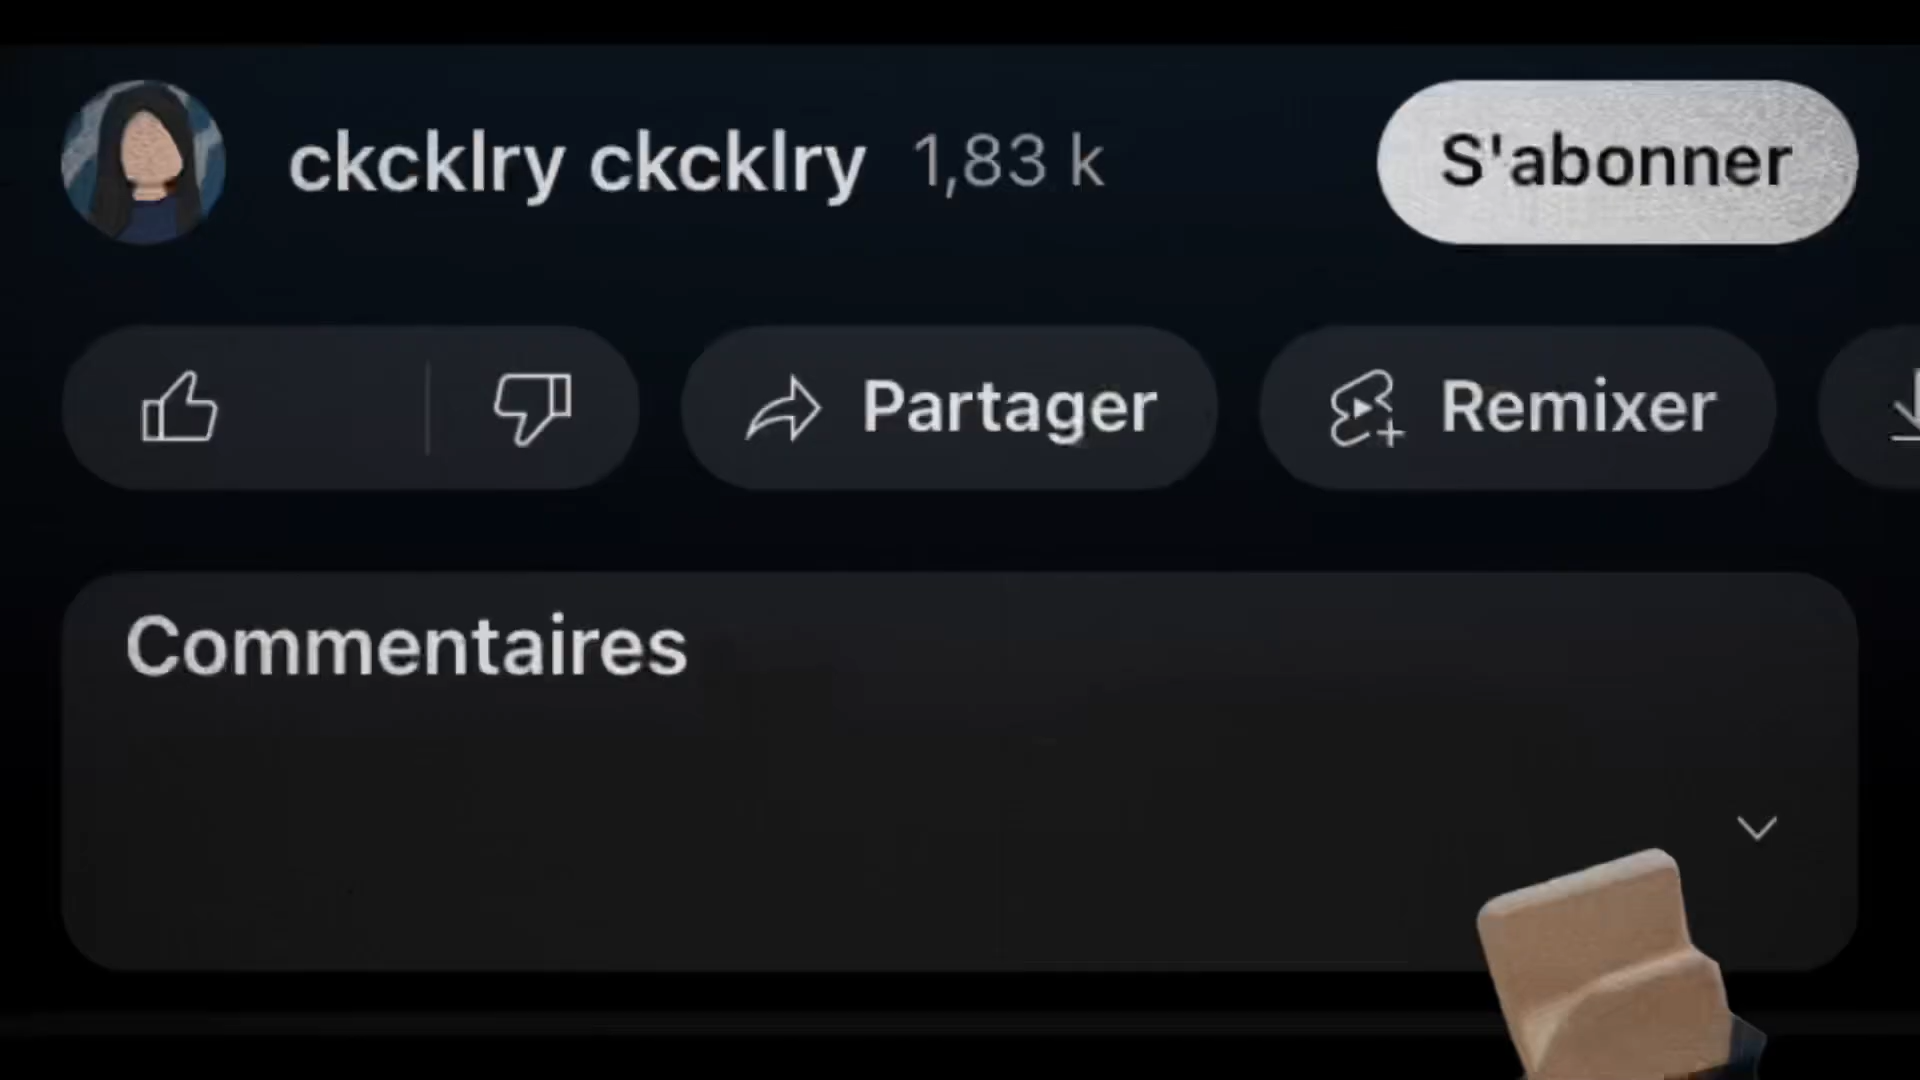 ckcklry ckcklry 1,83 k
S'abonner
Partager
Remixer
Commentaires